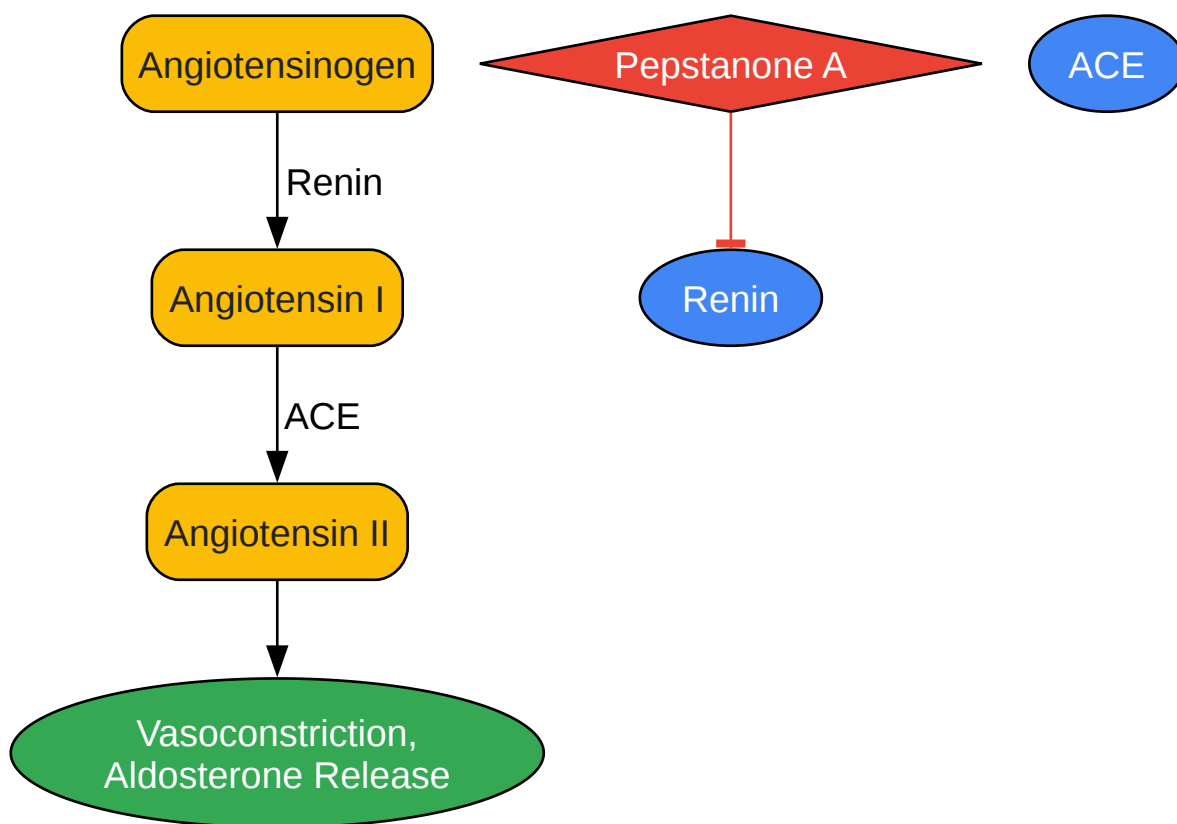 Angiotensinogen
Pepstanone A
ACE
Renin
Angiotensin I
Renin
ACE
Angiotensin II
Vasoconstriction,
Aldosterone Release